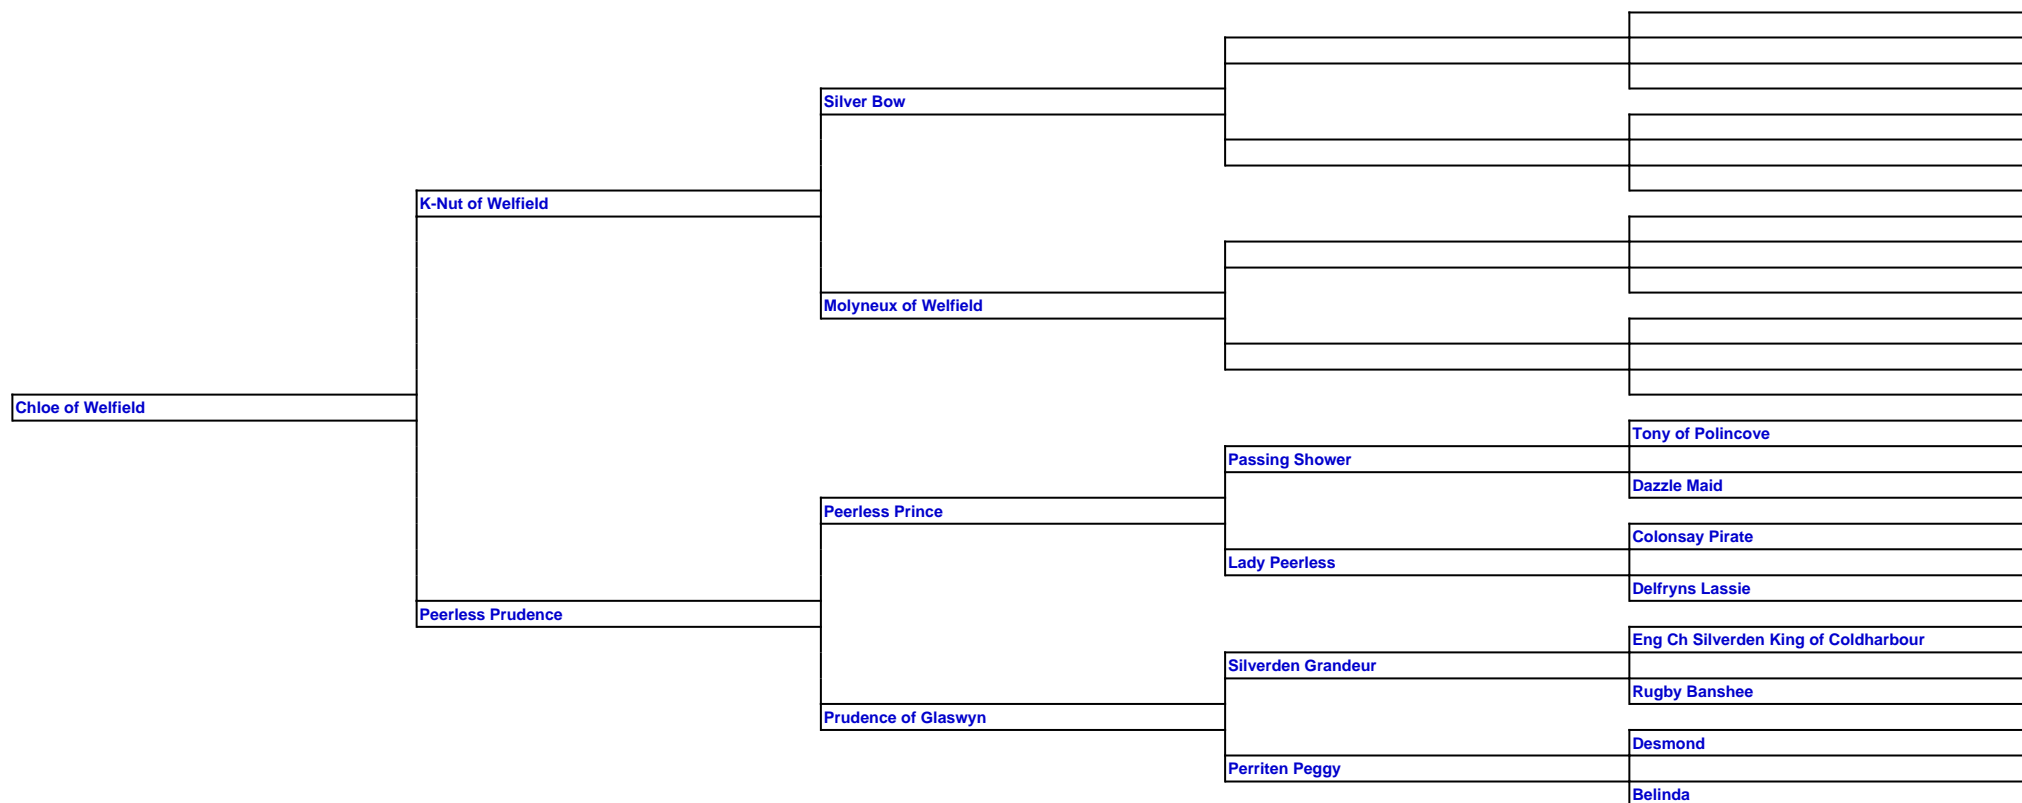 Silver Bow
K-Nut of Welfield
Molyneux of Welfield
Chloe of Welfield
Tony of Polincove
Passing Shower
Dazzle Maid
Peerless Prince
Colonsay Pirate
Lady Peerless
Delfryns Lassie
Peerless Prudence
Eng Ch Silverden King of Coldharbour
Silverden Grandeur
Rugby Banshee
Prudence of Glaswyn
Desmond
Perriten Peggy
Belinda